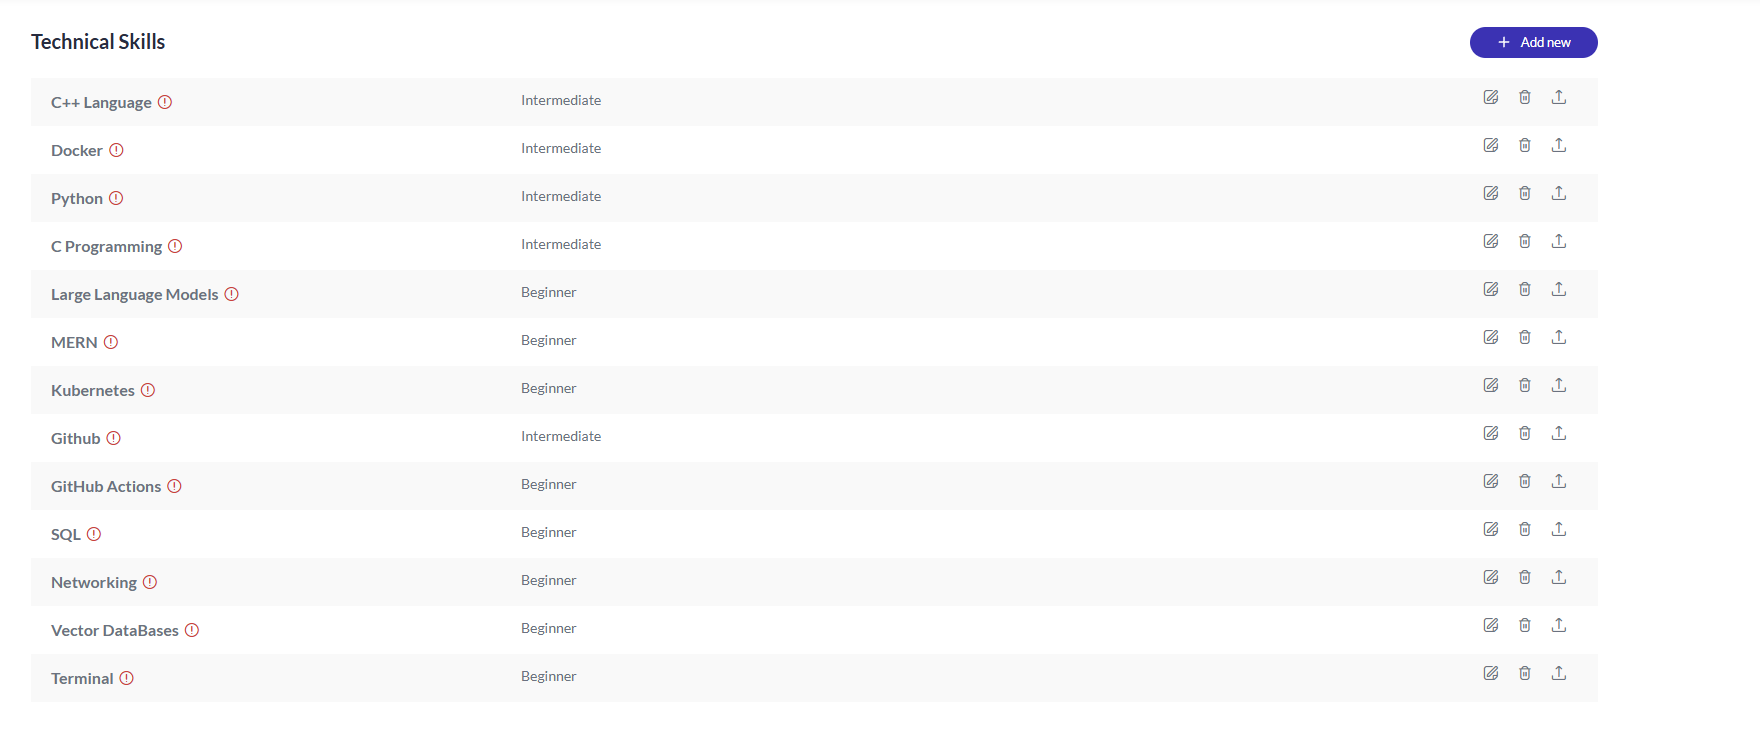 Technical Skills
+ Add new
C++ Language Intermediate
Docker Intermediate
Python Intermediate
C Programming Intermediate
Large Language Models Beginner
MERN Beginner
Kubernetes Beginner
Github Intermediate
GitHub Actions Beginner
SQL Beginner
Networking Beginner
Vector DataBases Beginner
Terminal Beginner